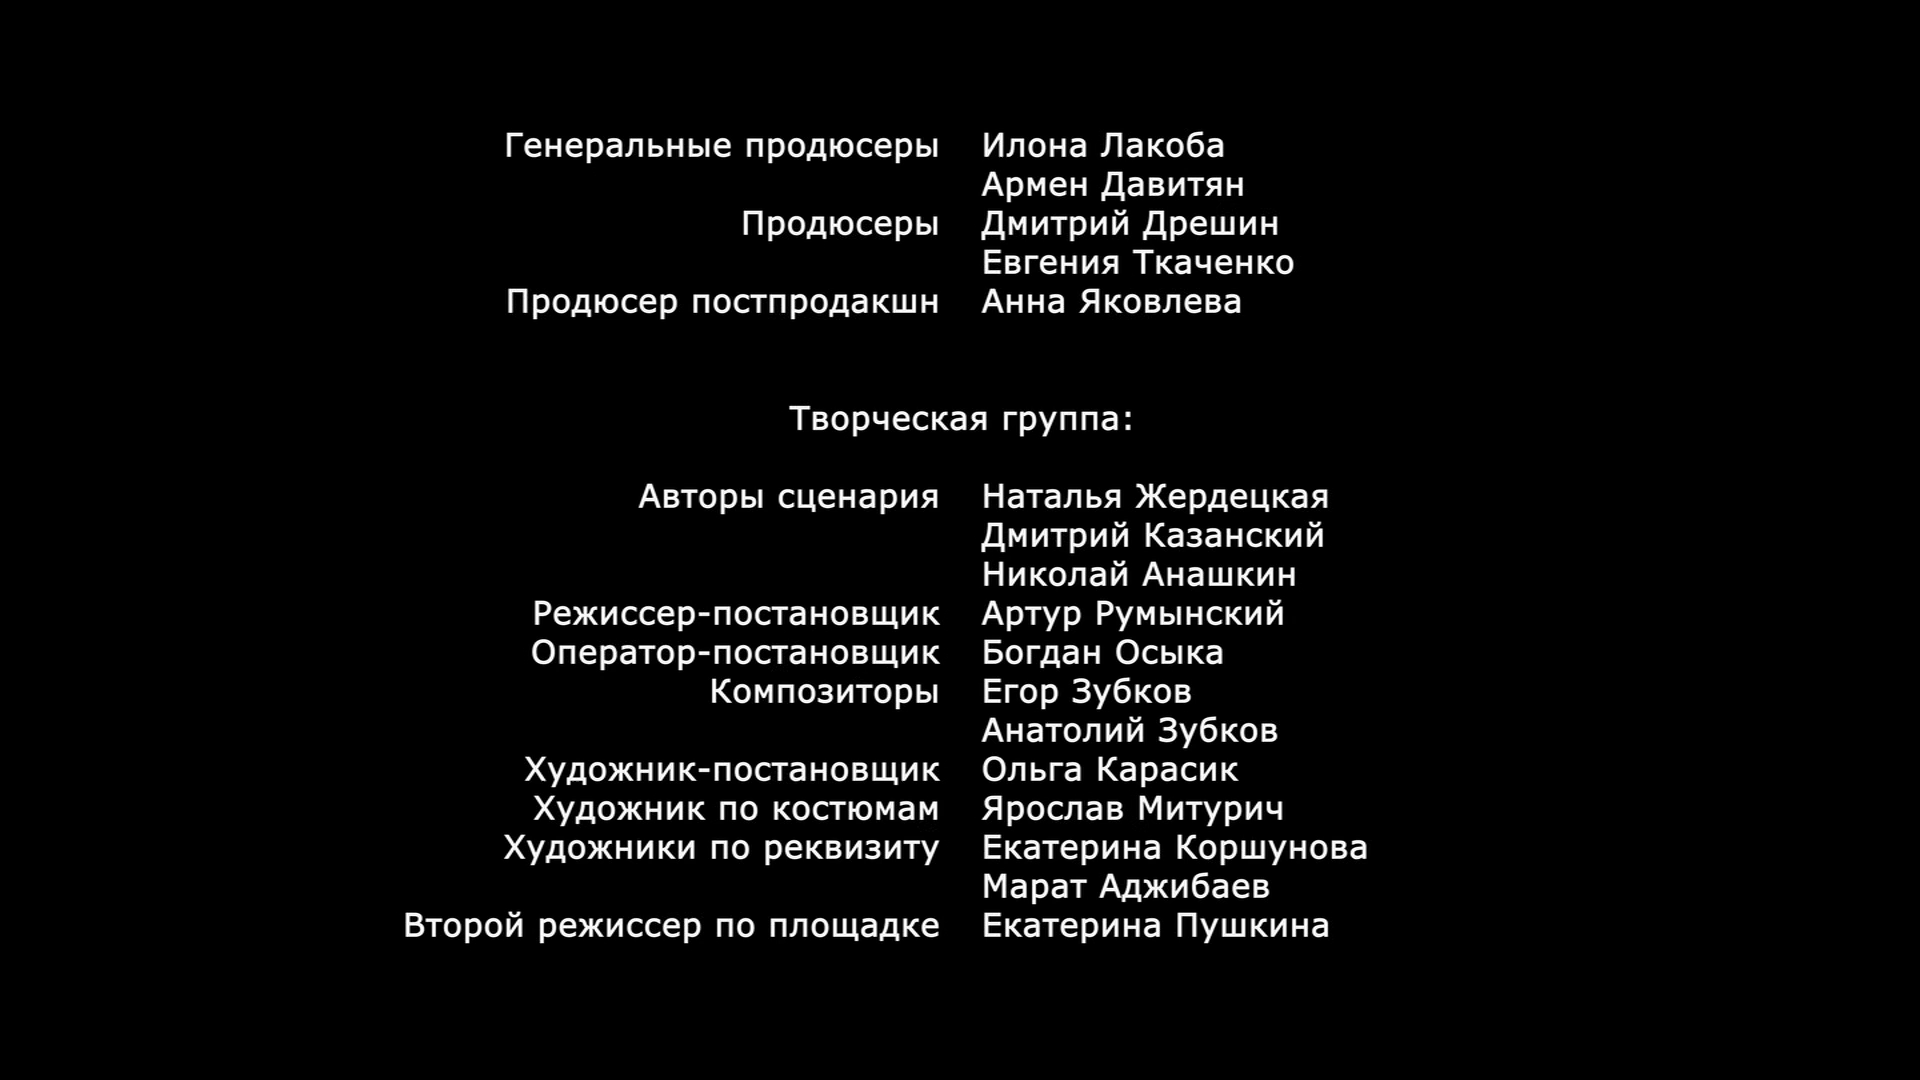 Генеральные продюсеры Илона Лакоба
Армен Давитян
Продюсеры Дмитрий Дрешин
Евгения Ткаченко
Продюсер постпродакшн Анна Яковлева
Творческая группа:
Авторы сценария Наталья Жердецкая
Дмитрий Казанский
Николай Анашкин
Режиссер-постановщик Артур Румынский
Оператор-постановщик Богдан Осыка
Композиторы Егор Зубков
Анатолий Зубков
Художник-постановщик Ольга Карасик
Художник по костюмам Ярослав Митурич
Художники по реквизиту Екатерина Коршунова
Марат Аджибаев
Второй режиссер по площадке Екатерина Пушкина